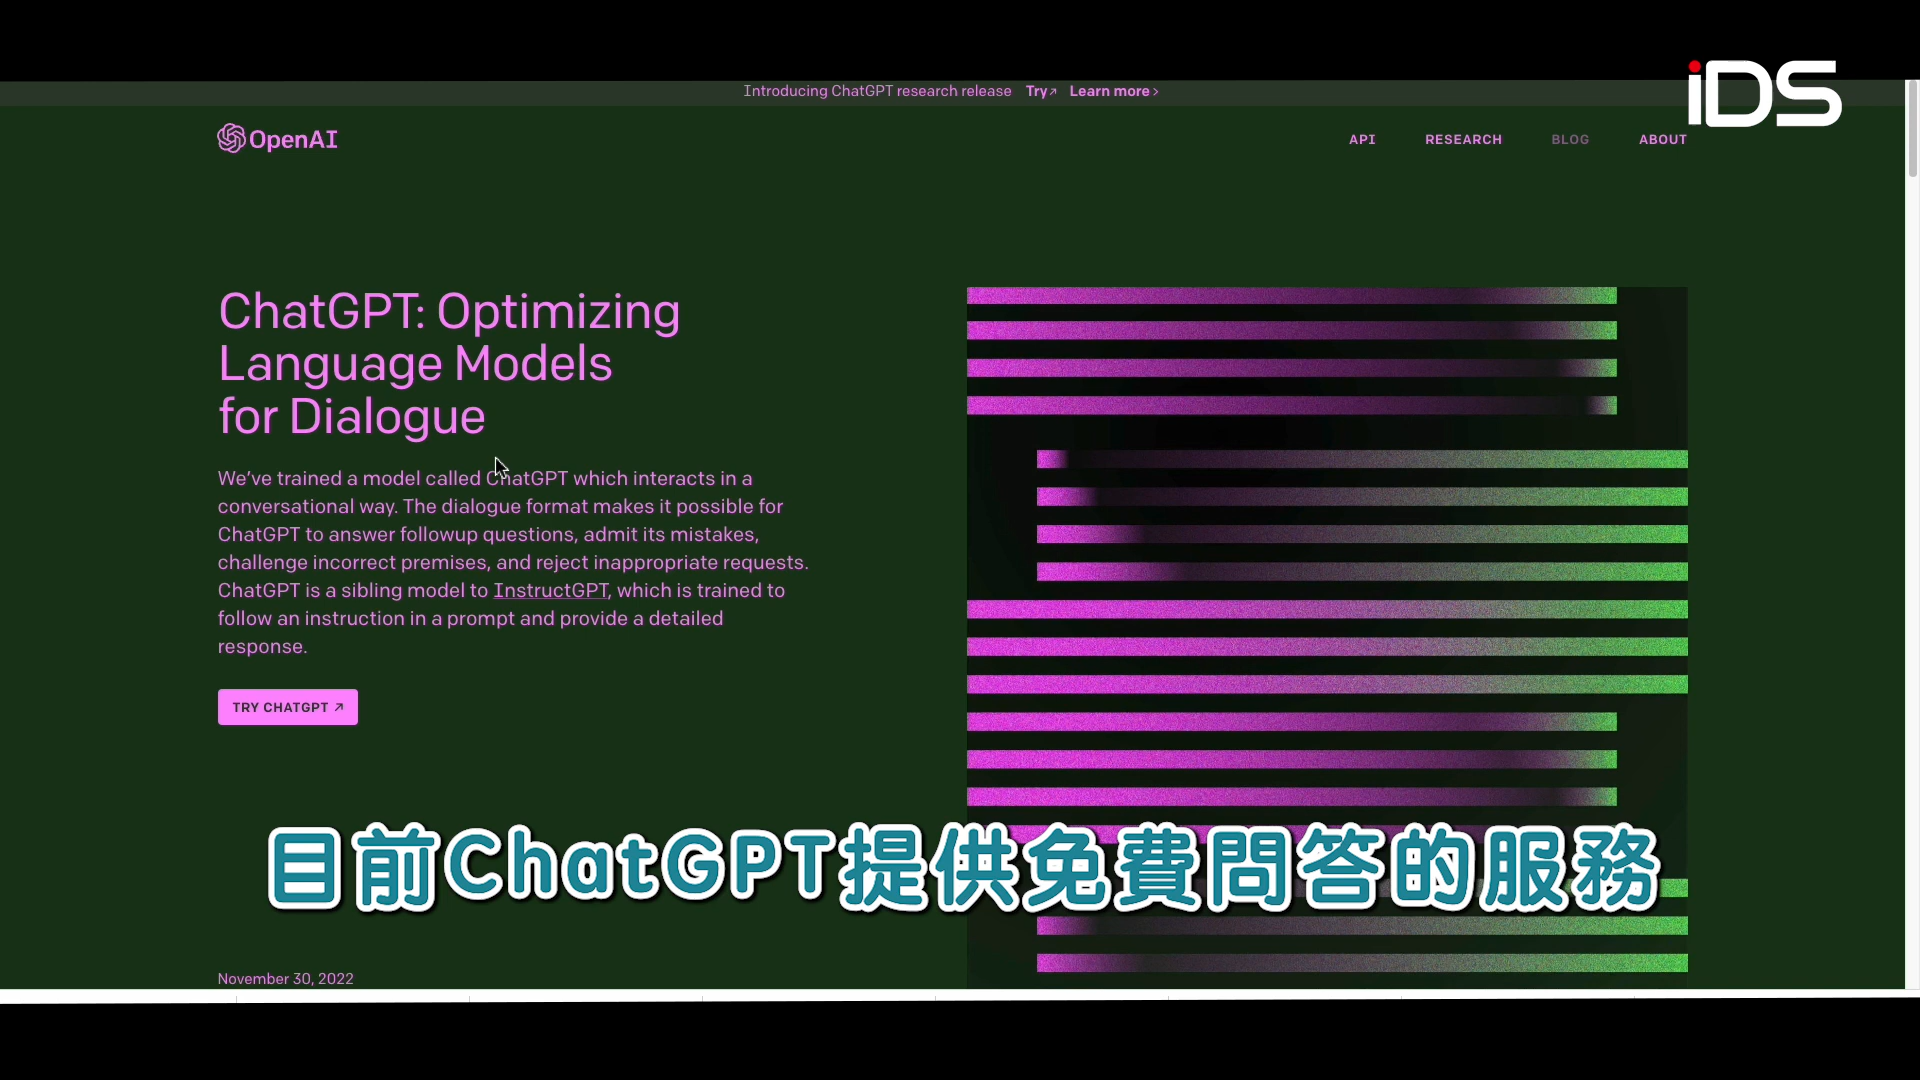 iDS
Introducing ChatGPT research release Try↗ Learn more ›
OpenAI
API RESEARCH BLOG ABOUT
ChatGPT: Optimizing
Language Models
for Dialogue
We’ve trained a model called ChatGPT which interacts in a
conversational way. The dialogue format makes it possible for
ChatGPT to answer followup questions, admit its mistakes,
challenge incorrect premises, and reject inappropriate requests.
ChatGPT is a sibling model to InstructGPT, which is trained to
follow an instruction in a prompt and provide a detailed
response.
TRY CHATGPT ↗
目前ChatGPT提供免費問答的服務
November 30, 2022